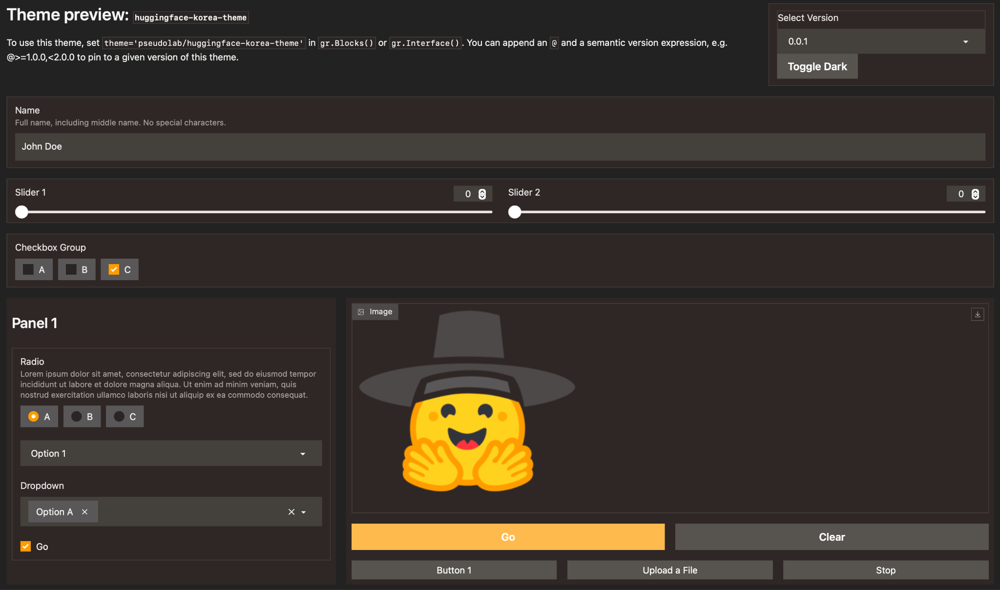 Theme preview: huggingface-korea-theme
To use this theme, set theme='pseudolab/huggingface-korea-theme' in gr.Blocks() or gr.Interface(). You can append an @ and a semantic version expression, e.g.
@>=1.0.0,<2.0.0 to pin to a given version of this theme.
Select Version
0.0.1
Toggle Dark
Name
Full name, including middle name. No special characters.
John Doe
Slider 1
0
Slider 2
0
Checkbox Group
A
B
C
Panel 1
Radio
Lorem ipsum dolor sit amet, consectetur adipiscing elit, sed do eiusmod tempor
incididunt ut labore et dolore magna aliqua. Ut enim ad minim veniam, quis
nostrud exercitation ullamco laboris nisi ut aliquip ex ea commodo consequat.
A
B
C
Option 1
Dropdown
Option A
Go
Image
Go
Clear
Button 1
Upload a File
Stop